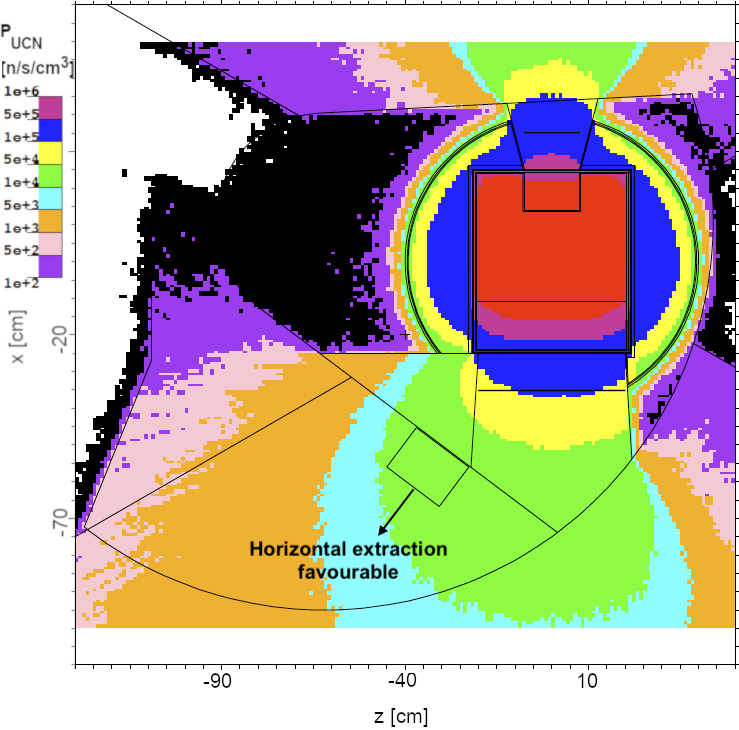 P
UCN
[n/s/cm³]
1e+6
5e+5
1e+5
5e+4
1e+4
5e+3
1e+3
5e+2
1e+2
x [cm]
-20
-70
Horizontal extraction
favourable
-90
-40
10
z [cm]